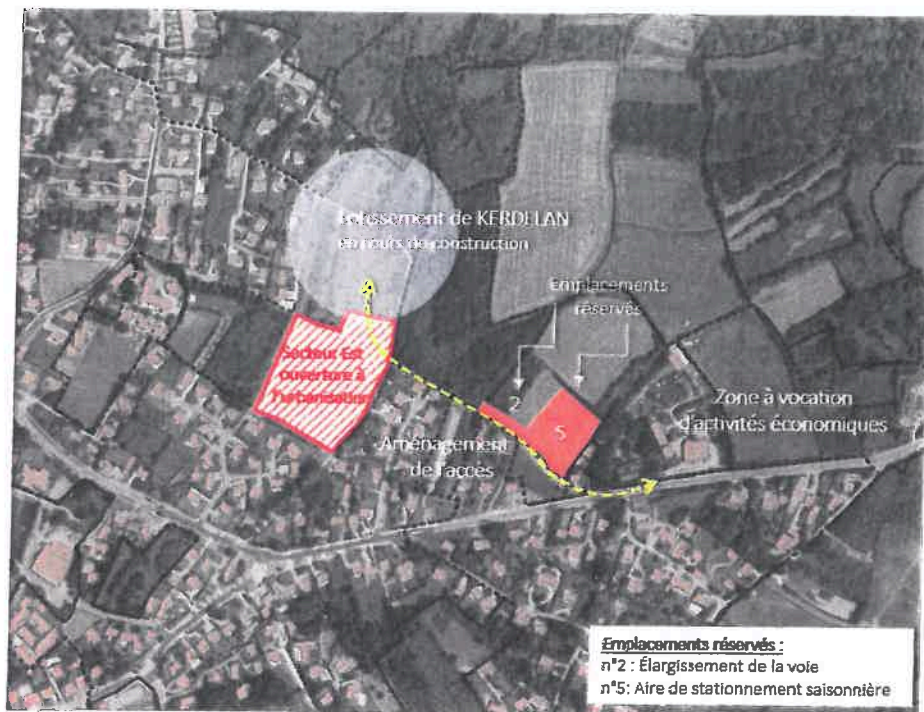 Lotissement de KERDELAN
en cours de construction
Emplacements
réservés
Secteur Est
ouverture à
l'urbanisation
2
5
Zone à vocation
d'activités économiques
Aménagement
de l'accès
Emplacements réservés :
n°2 : Élargissement de la voie
n°5: Aire de stationnement saisonnière